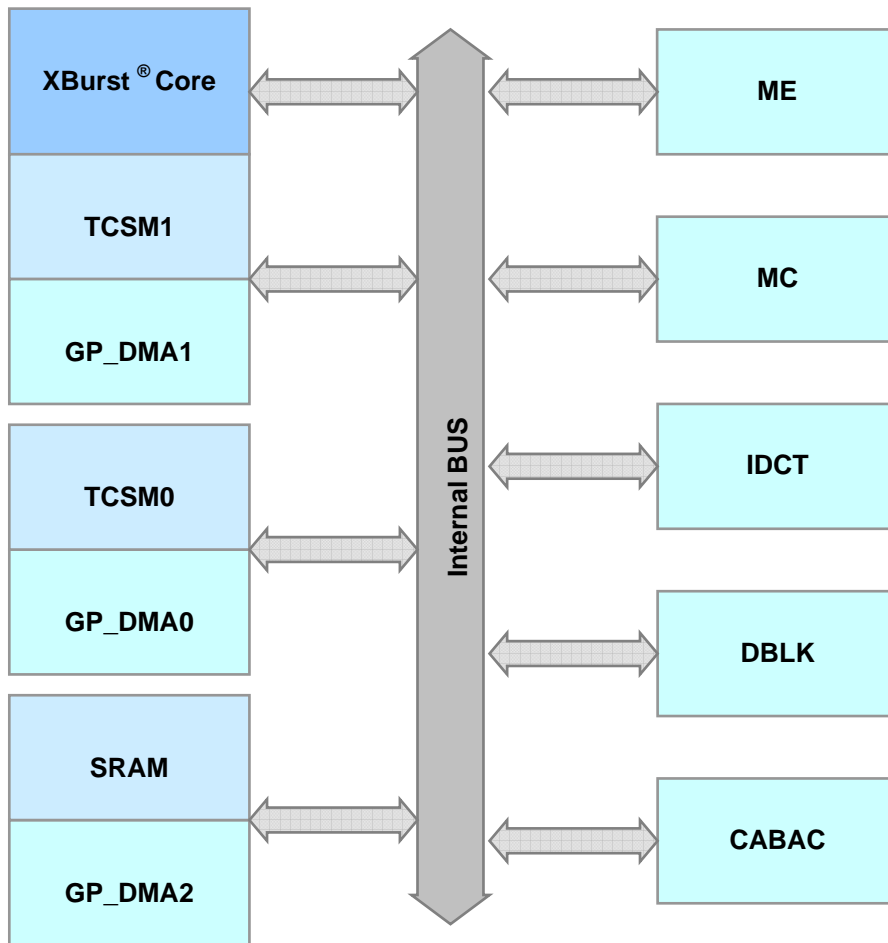 XBurst ® Core
TCSM1
GP_DMA1
TCSM0
GP_DMA0
SRAM
GP_DMA2
Internal BUS
ME
MC
IDCT
DBLK
CABAC